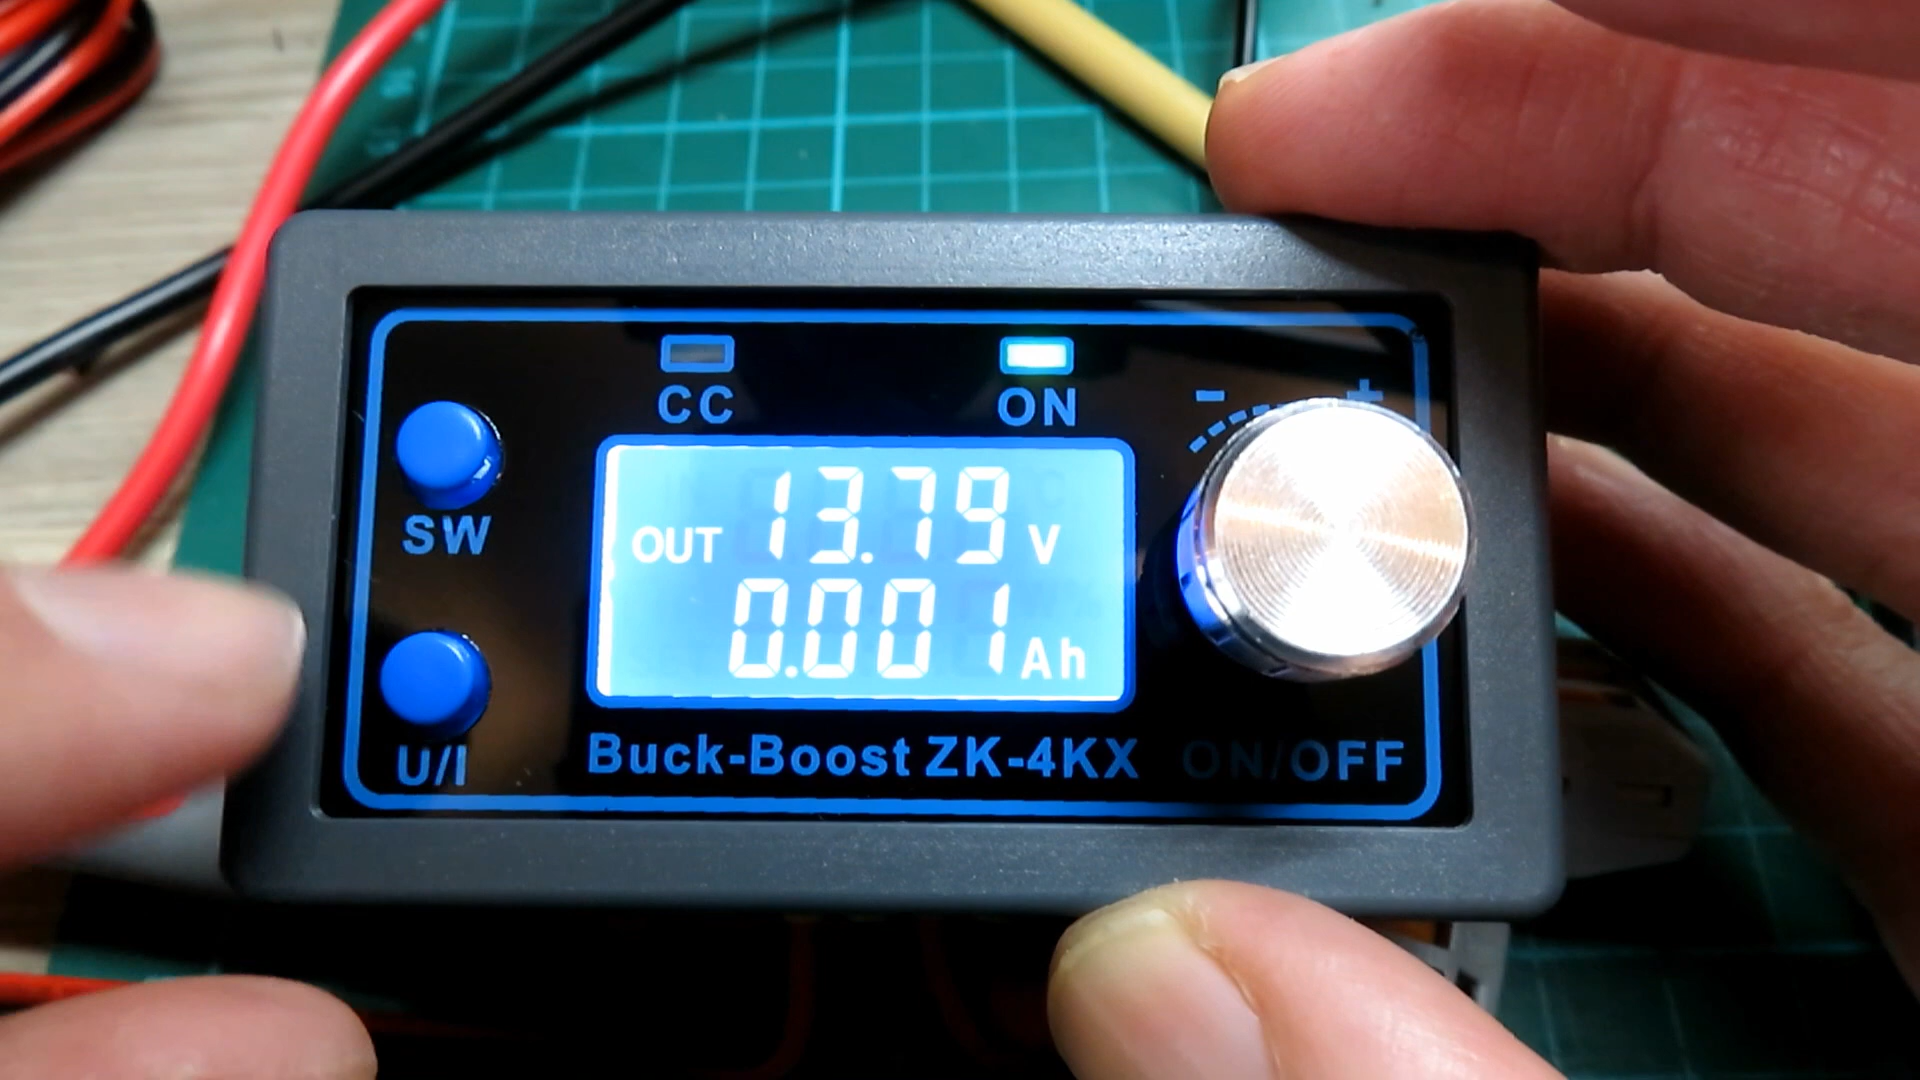 CC
ON
- +
SW
OUT 13.79 V
0.001 Ah
U/I
Buck-Boost ZK-4KX
ON/OFF